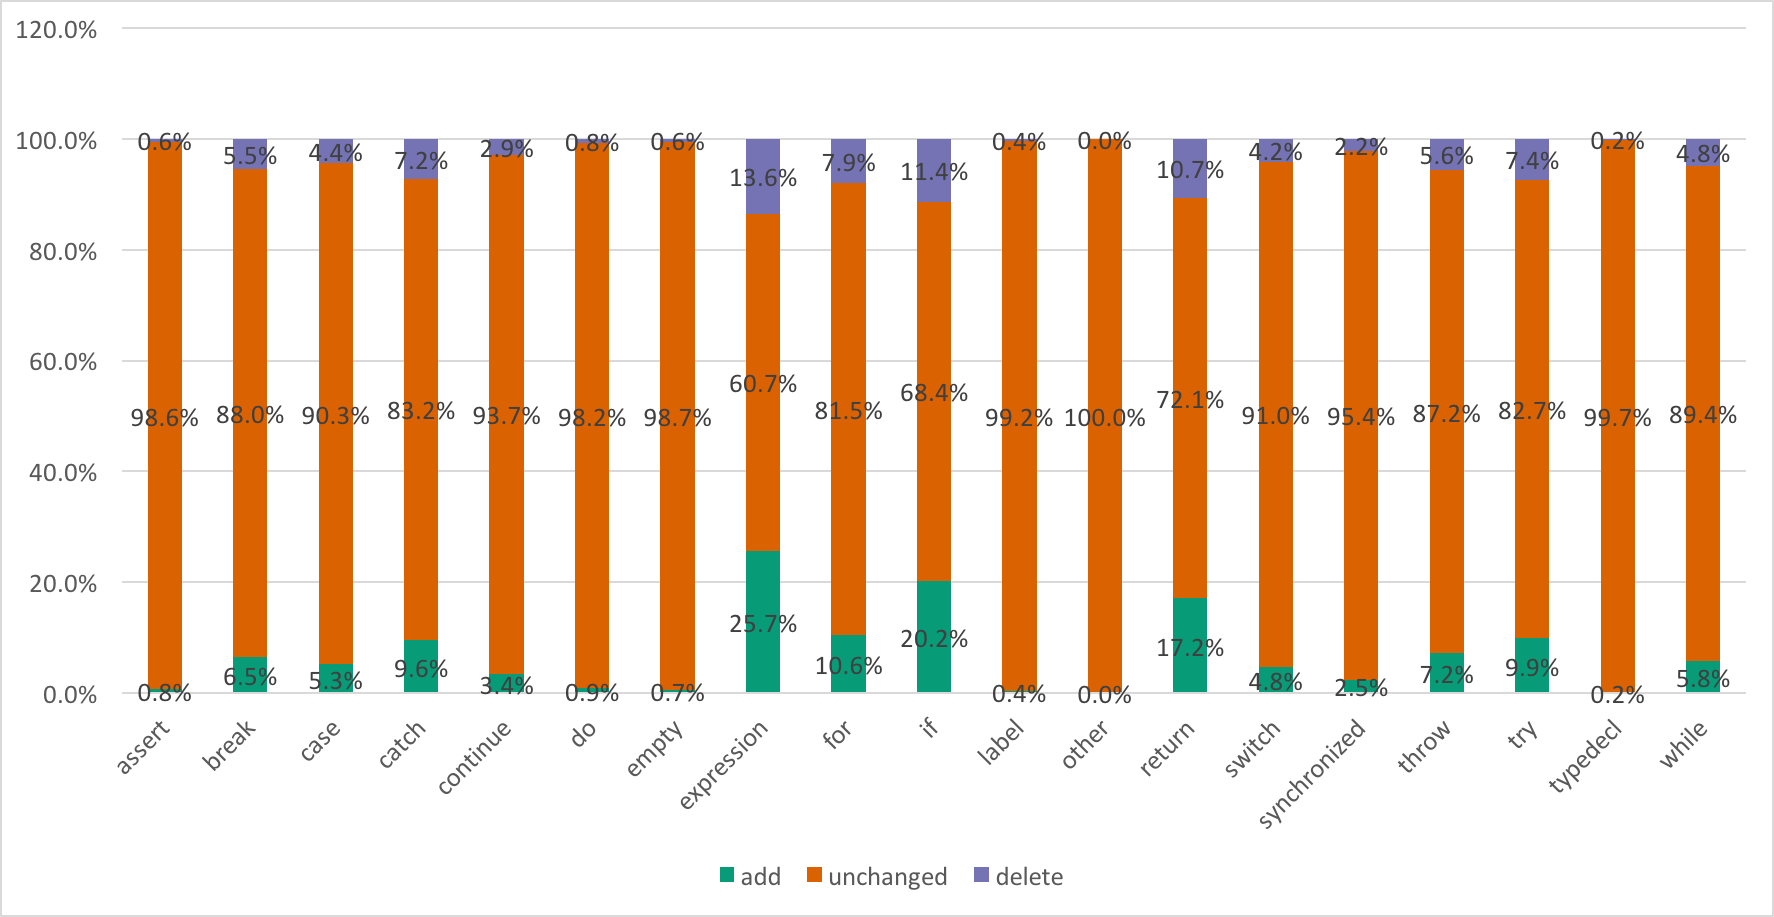 120.0%
100.0%
80.0%
60.0%
40.0%
20.0%
0.0%
0.6% 5.5% 4.4% 7.2% 2.9% 0.8% 0.6% 13.6% 7.9% 11.4% 0.4% 0.0% 10.7% 4.2% 2.2% 5.6% 7.4% 0.2% 4.8%
98.6% 88.0% 90.3% 83.2% 93.7% 98.2% 98.7% 60.7% 81.5% 68.4% 99.2% 100.0% 72.1% 91.0% 95.4% 87.2% 82.7% 99.7% 89.4%
0.8% 6.5% 5.3% 9.6% 3.4% 0.9% 0.7% 25.7% 10.6% 20.2% 0.4% 0.0% 17.2% 4.8% 2.5% 7.2% 9.9% 0.2% 5.8%
assert
break
case
catch
continue
do
empty
expression
for
if
label
other
return
switch
synchronized
throw
try
typedecl
while
add unchanged delete